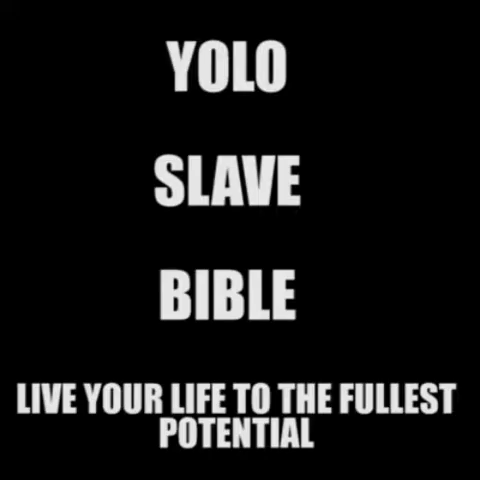 YOLO
SLAVE
BIBLE
LIVE YOUR LIFE TO THE FULLEST
POTENTIAL